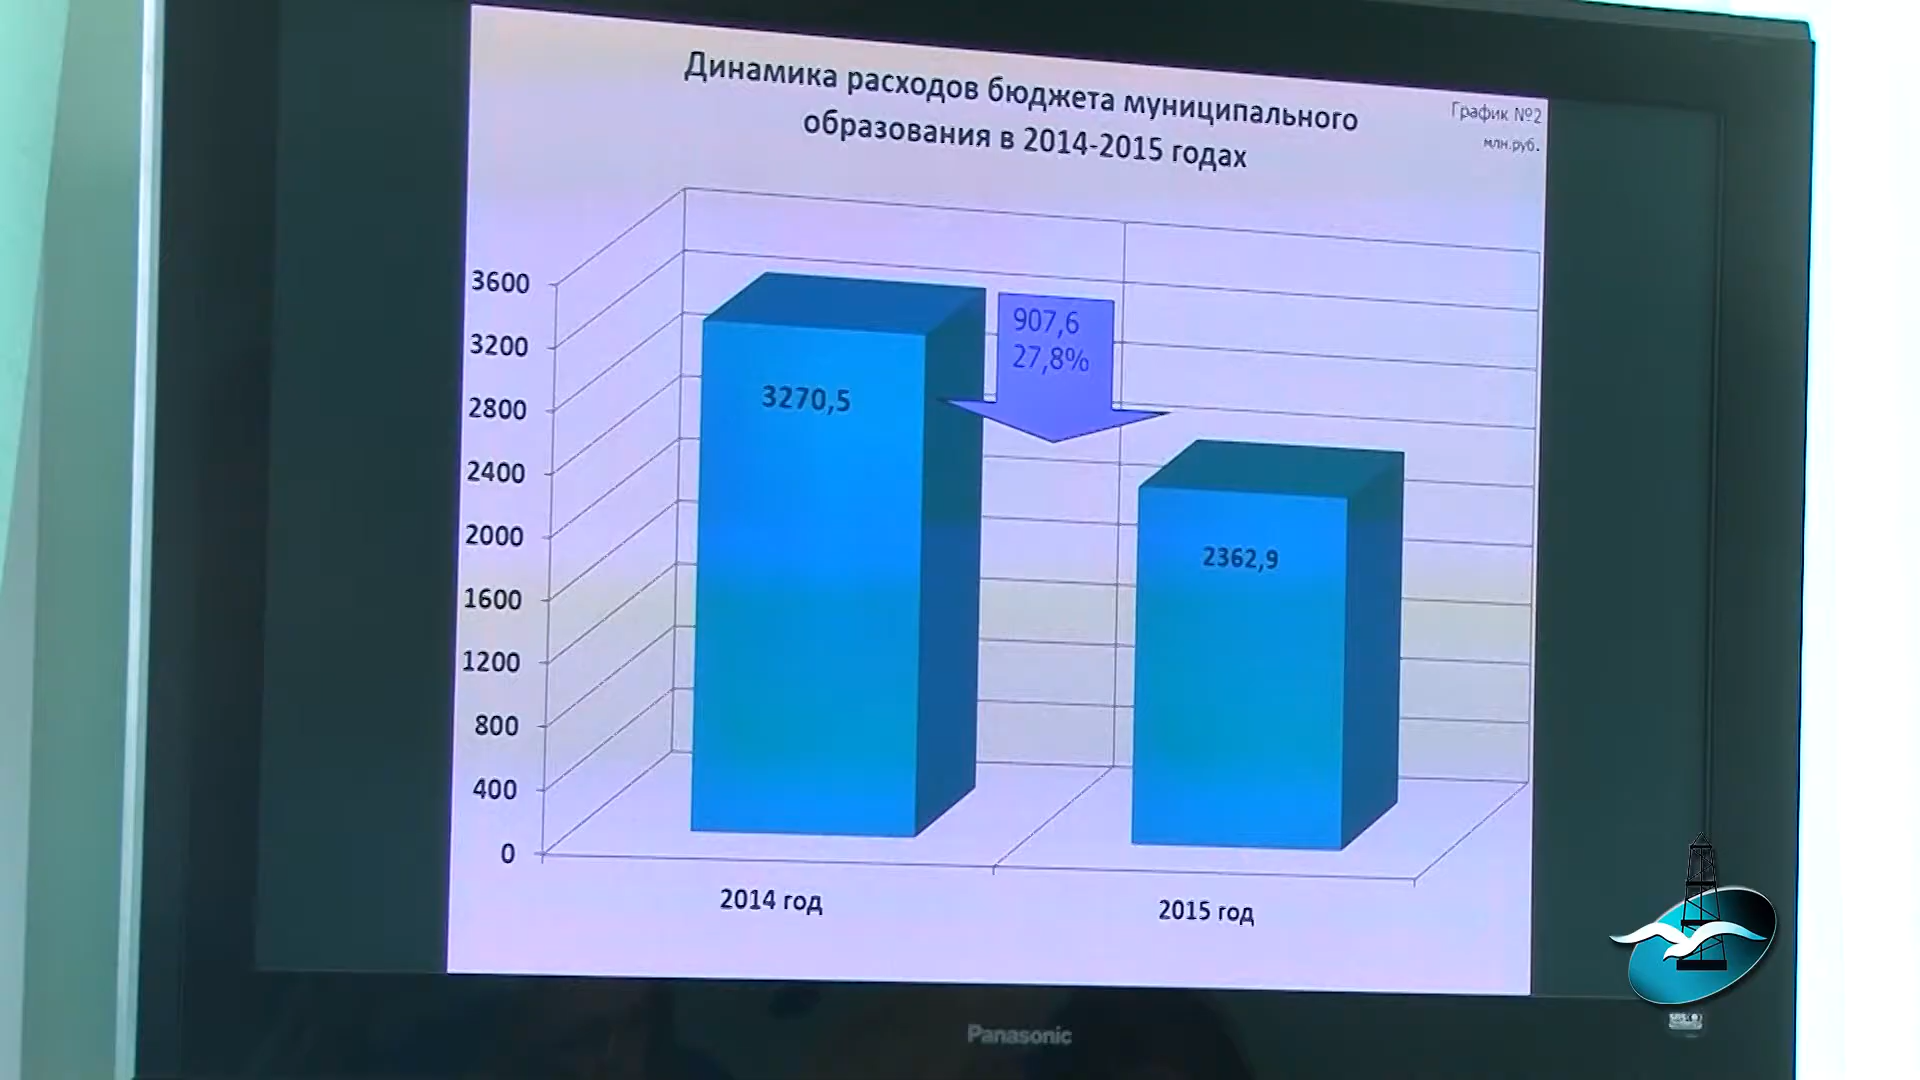 Динамика расходов бюджета муниципального
образования в 2014-2015 годах
График №2
млн.руб.
3600
3200
2800
2400
2000
1600
1200
800
400
0
3270,5
907,6
27,8%
2362,9
2014 год
2015 год
Panasonic